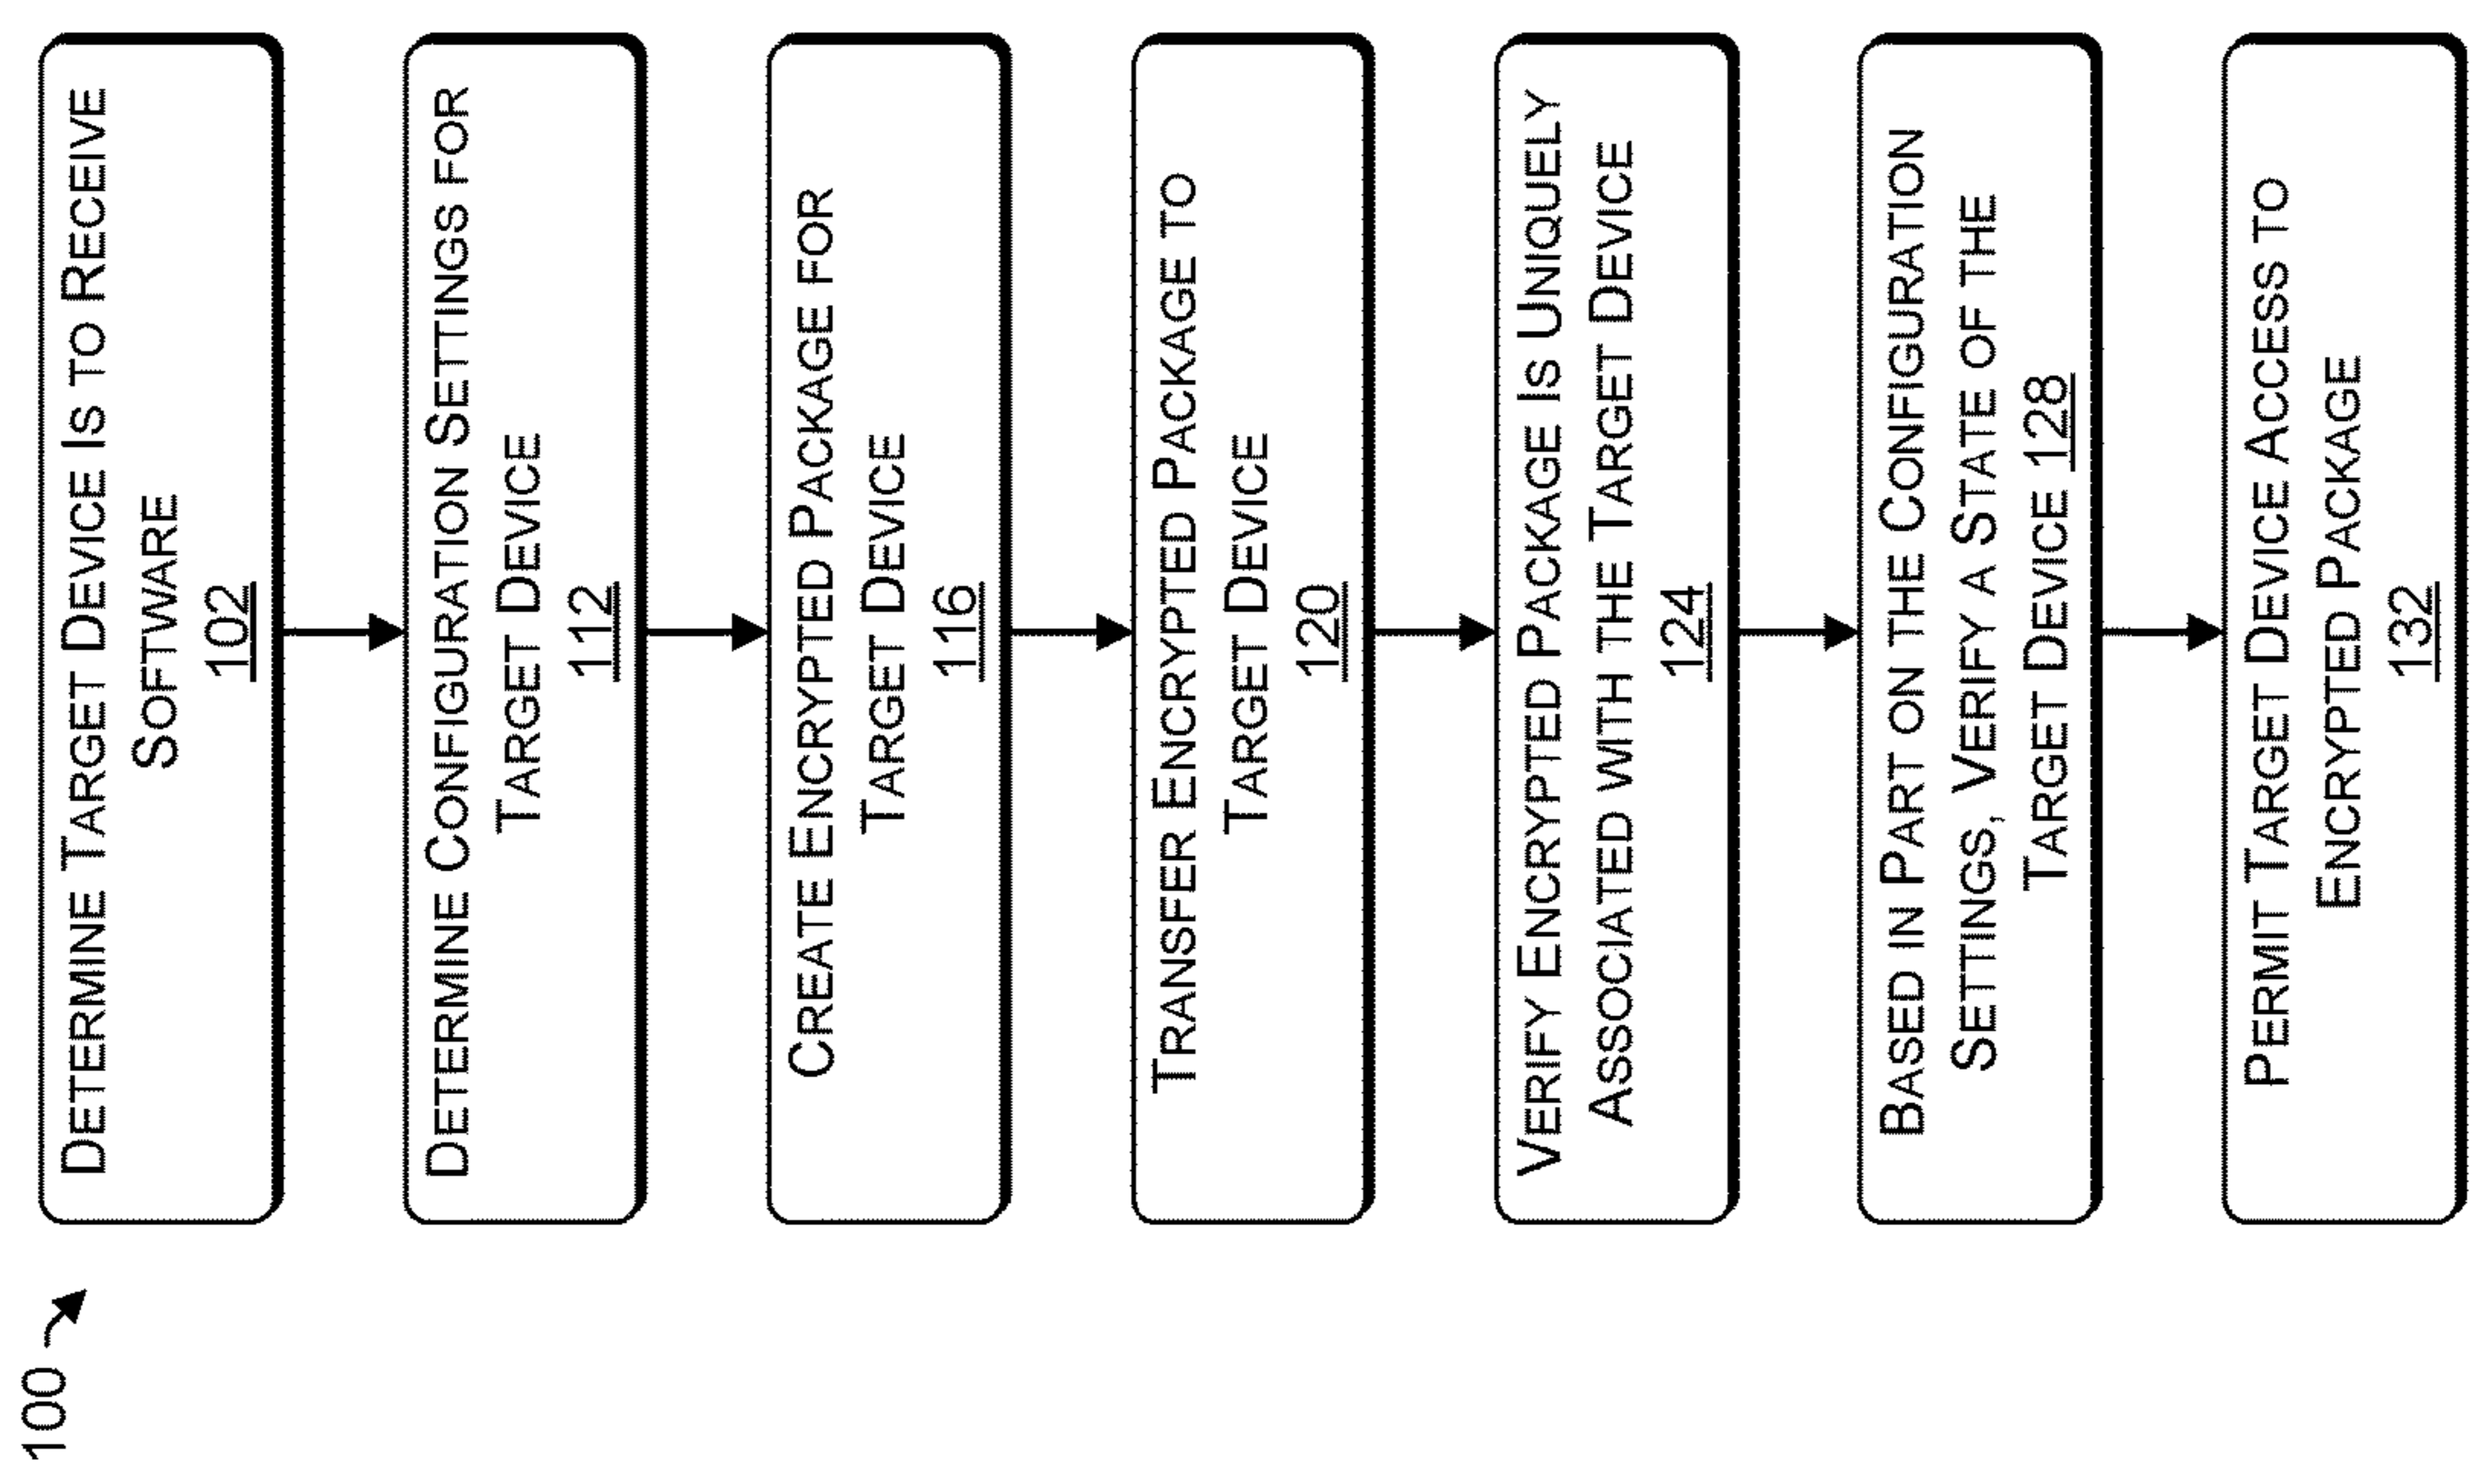 100
DETERMINE TARGET DEVICE IS TO RECEIVE
SOFTWARE
102
DETERMINE CONFIGURATION SETTINGS FOR
TARGET DEVICE
112
CREATE ENCRYPTED PACKAGE FOR
TARGET DEVICE
116
TRANSFER ENCRYPTED PACKAGE TO
TARGET DEVICE
120
VERIFY ENCRYPTED PACKAGE IS UNIQUELY
ASSOCIATED WITH THE TARGET DEVICE
124
BASED IN PART ON THE CONFIGURATION
SETTINGS, VERIFY A STATE OF THE
TARGET DEVICE 128
PERMIT TARGET DEVICE ACCESS TO
ENCRYPTED PACKAGE
132